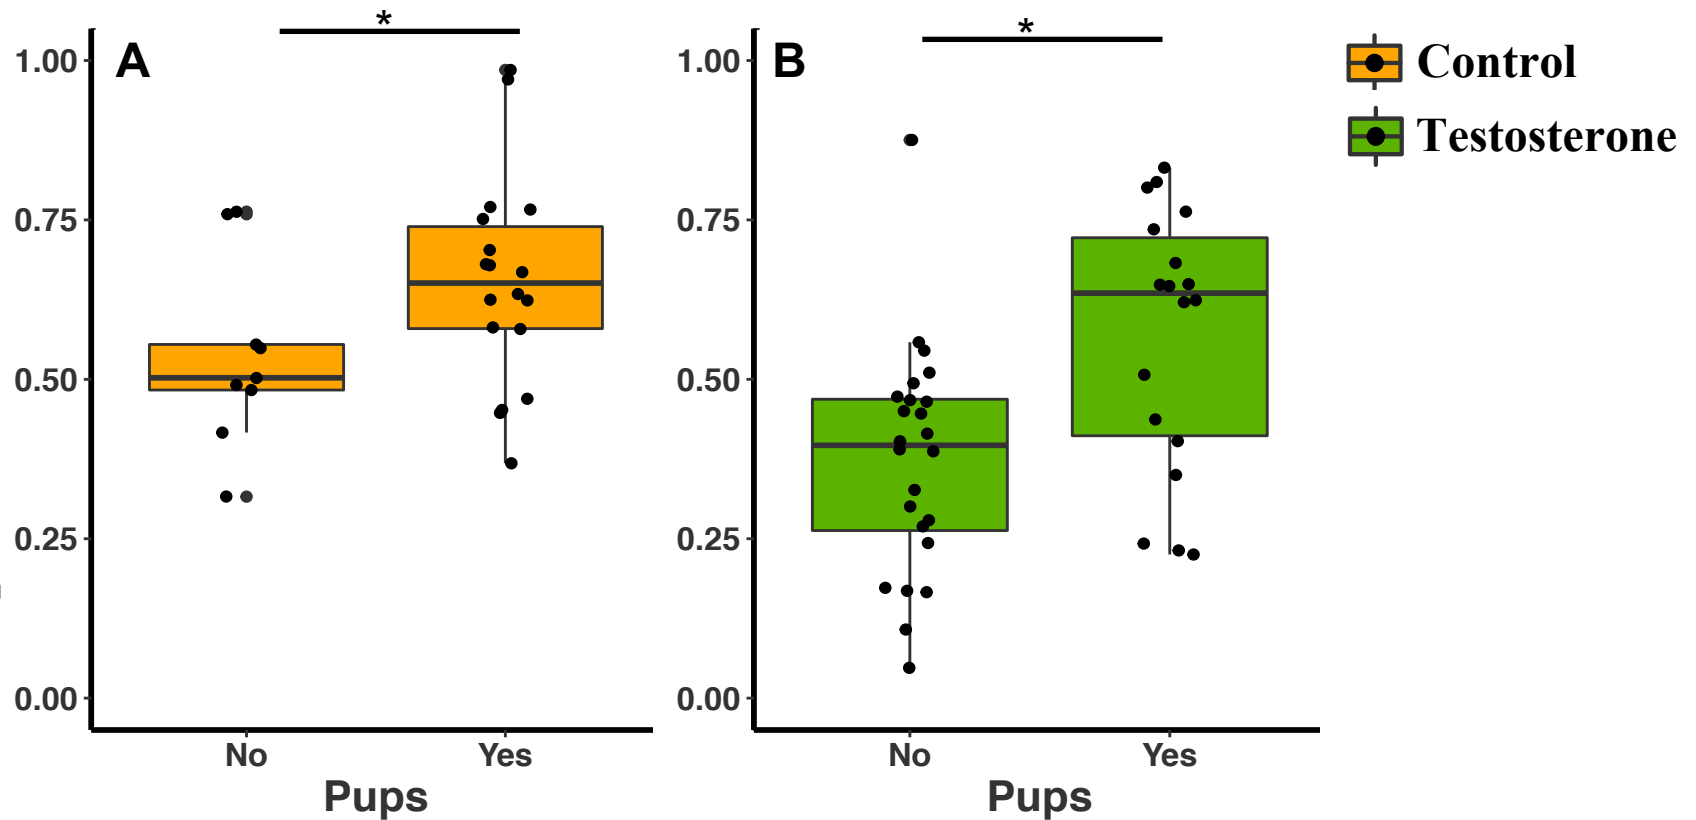 *
A
1.00
0.75
0.50
0.25
0.00
No Yes
Pups
*
B
1.00
0.75
0.50
0.25
0.00
No Yes
Pups
Control
Testosterone